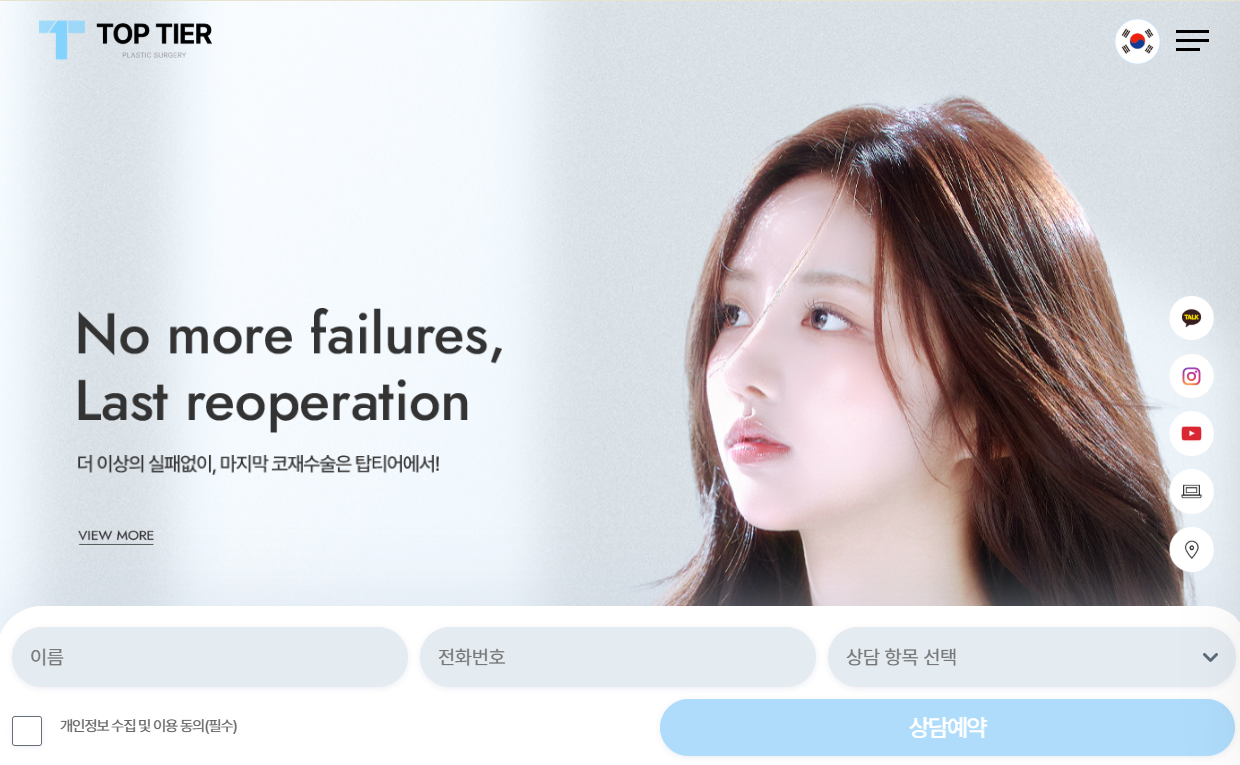 TOP TIER
PLASTIC SURGERY
No more failures,
Last reoperation
더 이상의 실패없이, 마지막 코재수술은 탑티어에서!
VIEW MORE
TALK
이름
전화번호
상담 항목 선택
개인정보 수집 및 이용 동의(필수)
상담예약